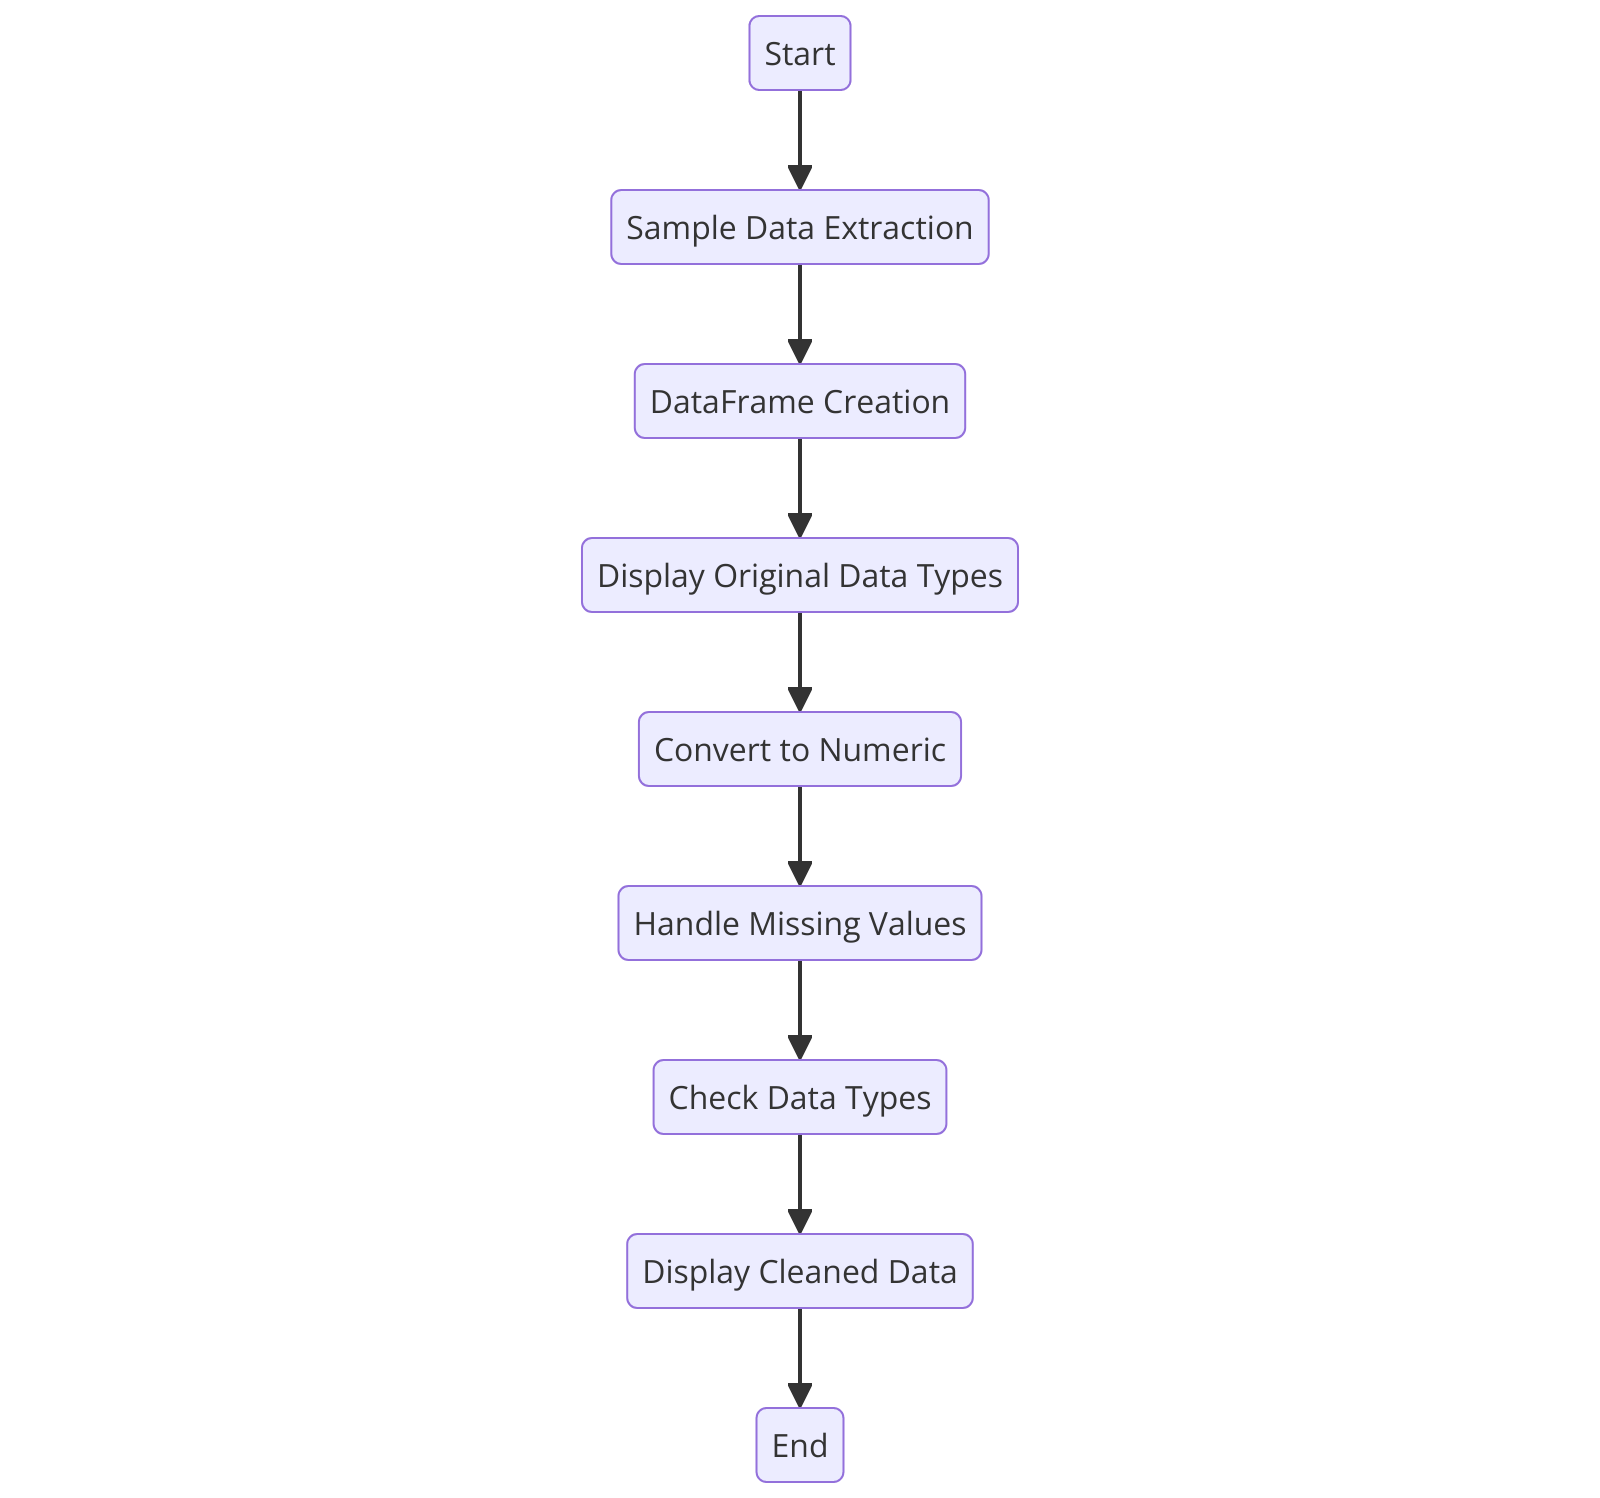 Start
Sample Data Extraction
DataFrame Creation
Display Original Data Types
Convert to Numeric
Handle Missing Values
Check Data Types
Display Cleaned Data
End